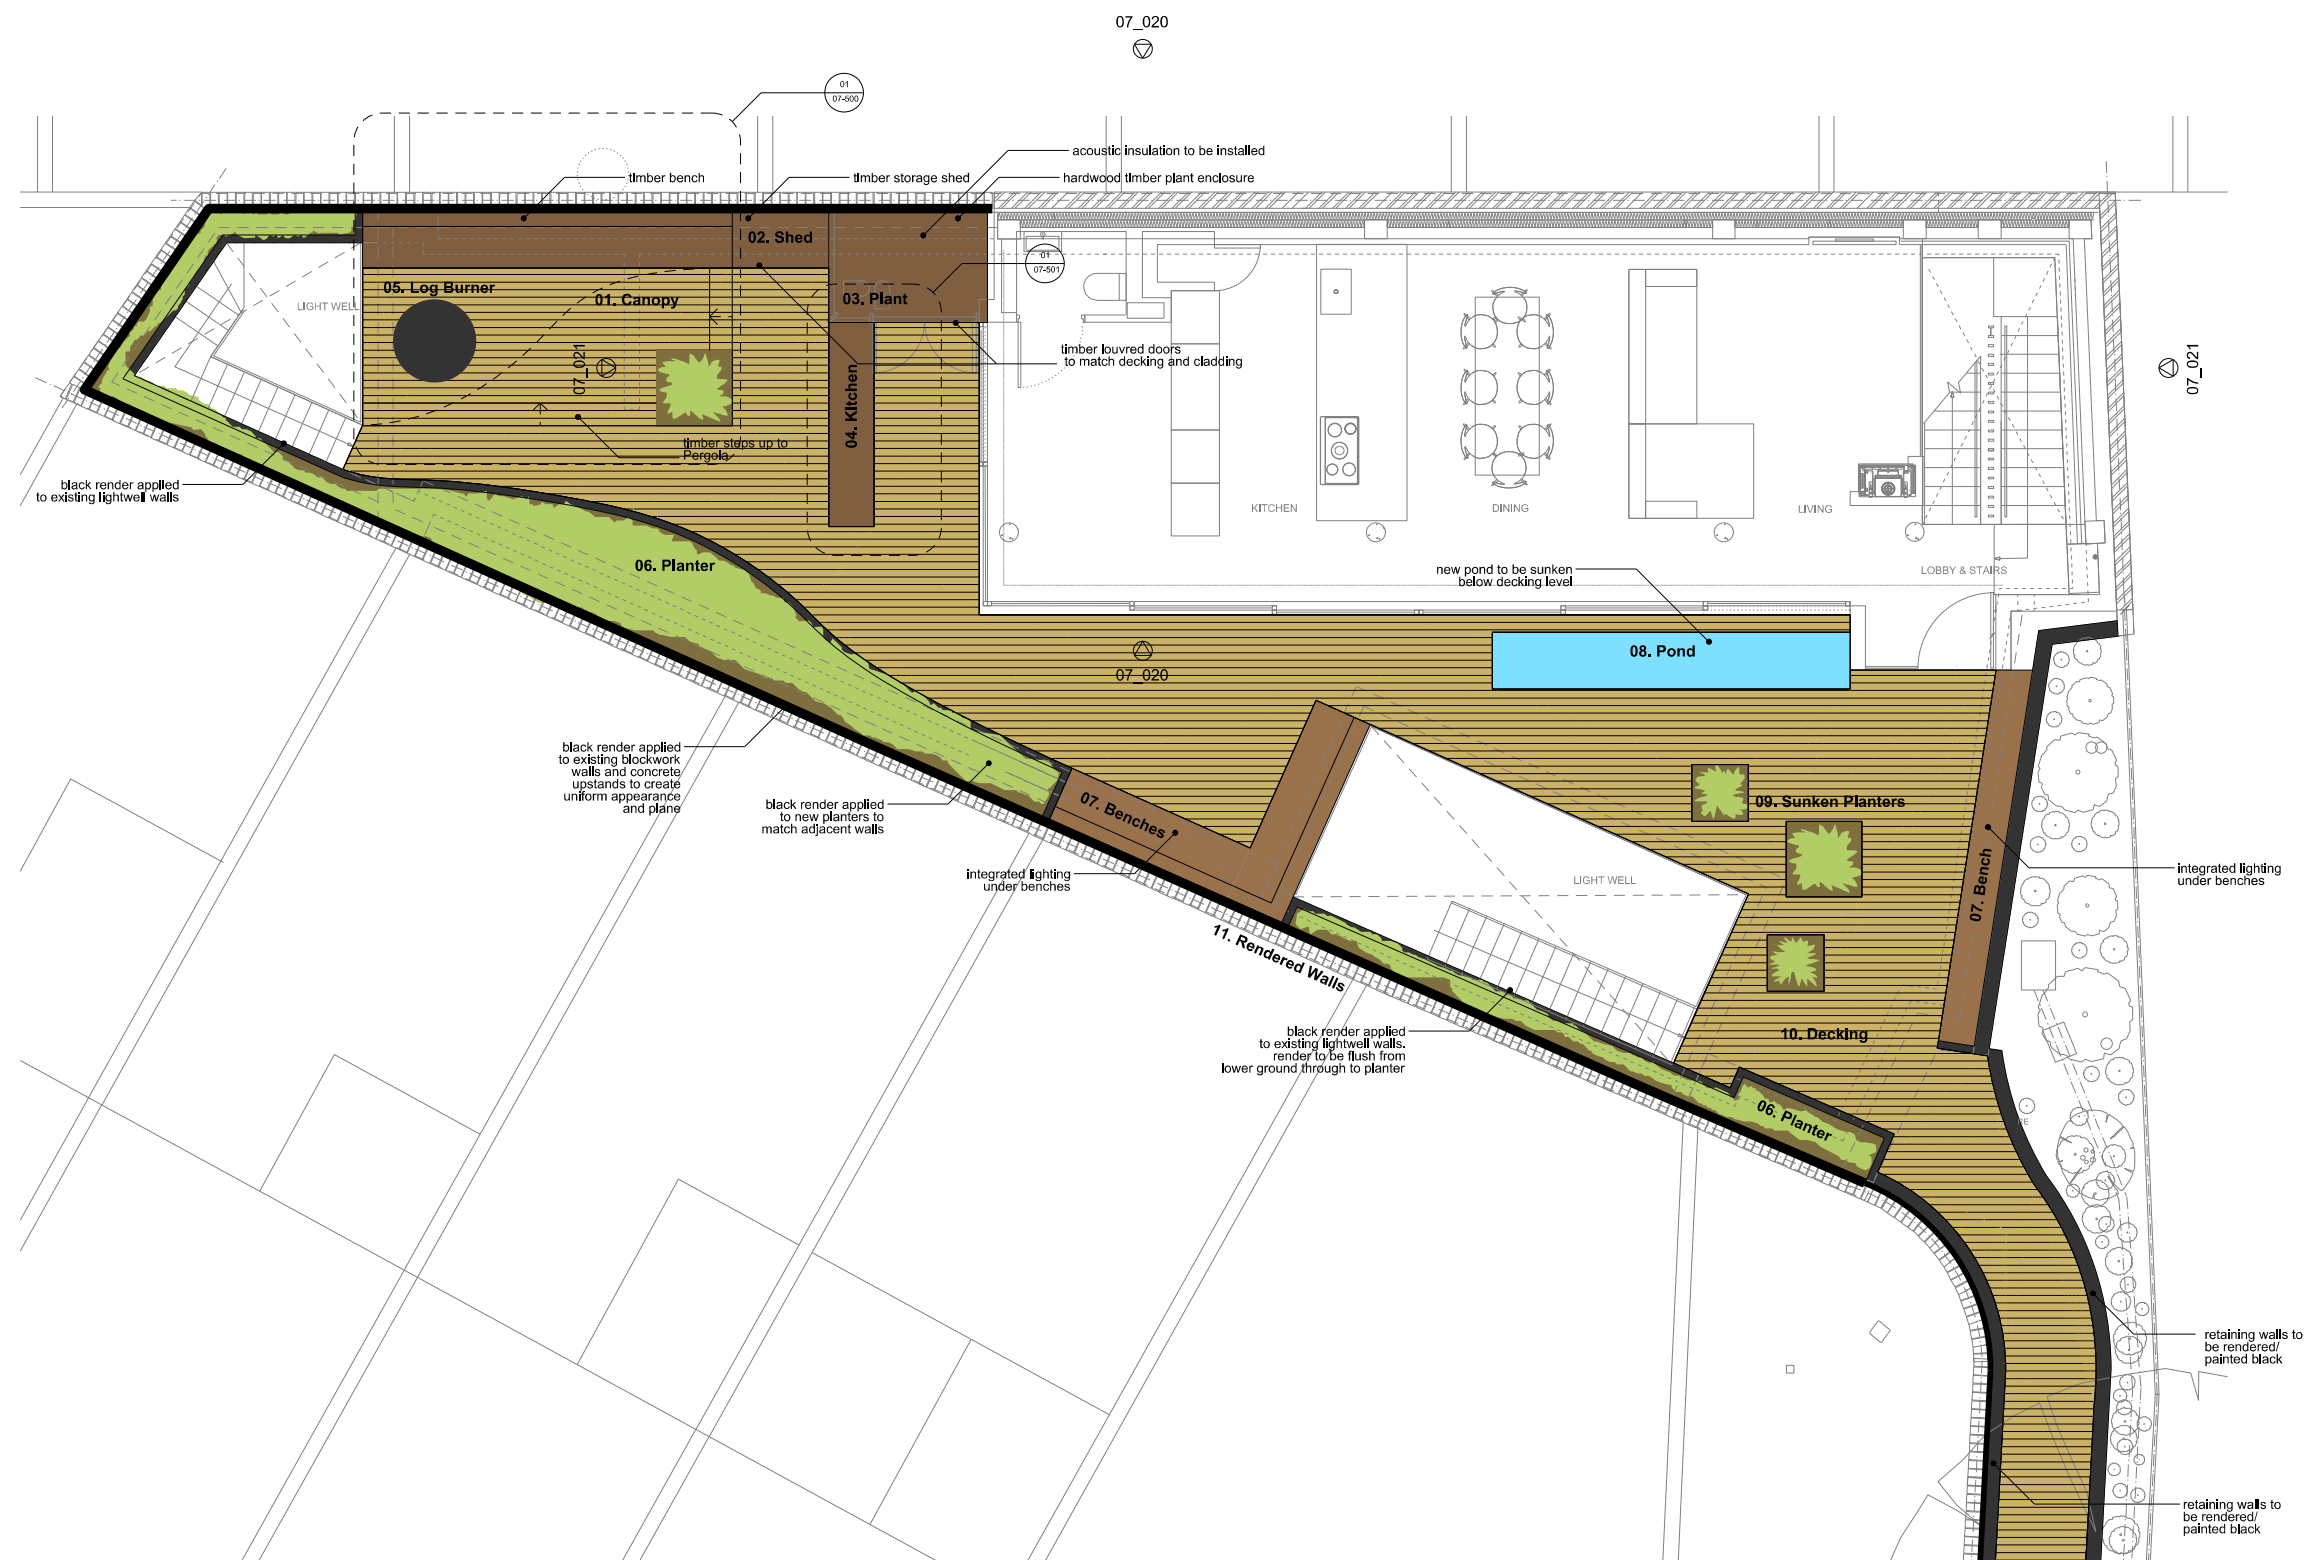 07_020
01
07-500
acoustic insulation to be installed
timber bench
timber storage shed
hardwood timber plant enclosure
02. Shed
01
07-501
05. Log Burner
01. Canopy
03. Plant
LIGHT WELL
timber louvred doors
to match decking and cladding
07_021
07_021
04. Kitchen
timber steps up to
Pergola
black render applied
to existing lightwell walls
KITCHEN
DINING
LIVING
06. Planter
new pond to be sunken
below decking level
LOBBY & STAIRS
08. Pond
07_020
black render applied
to existing blockwork
walls and concrete
upstands to create
uniform appearance
and plane
black render applied
to new planters to
match adjacent walls
07. Benches
09. Sunken Planters
integrated lighting
under benches
LIGHT WELL
07. Bench
integrated lighting
under benches
11. Rendered Walls
black render applied
to existing lightwell walls.
render to be flush from
lower ground through to planter
10. Decking
06. Planter
retaining walls to
be rendered/
painted black
retaining walls to
be rendered/
painted black